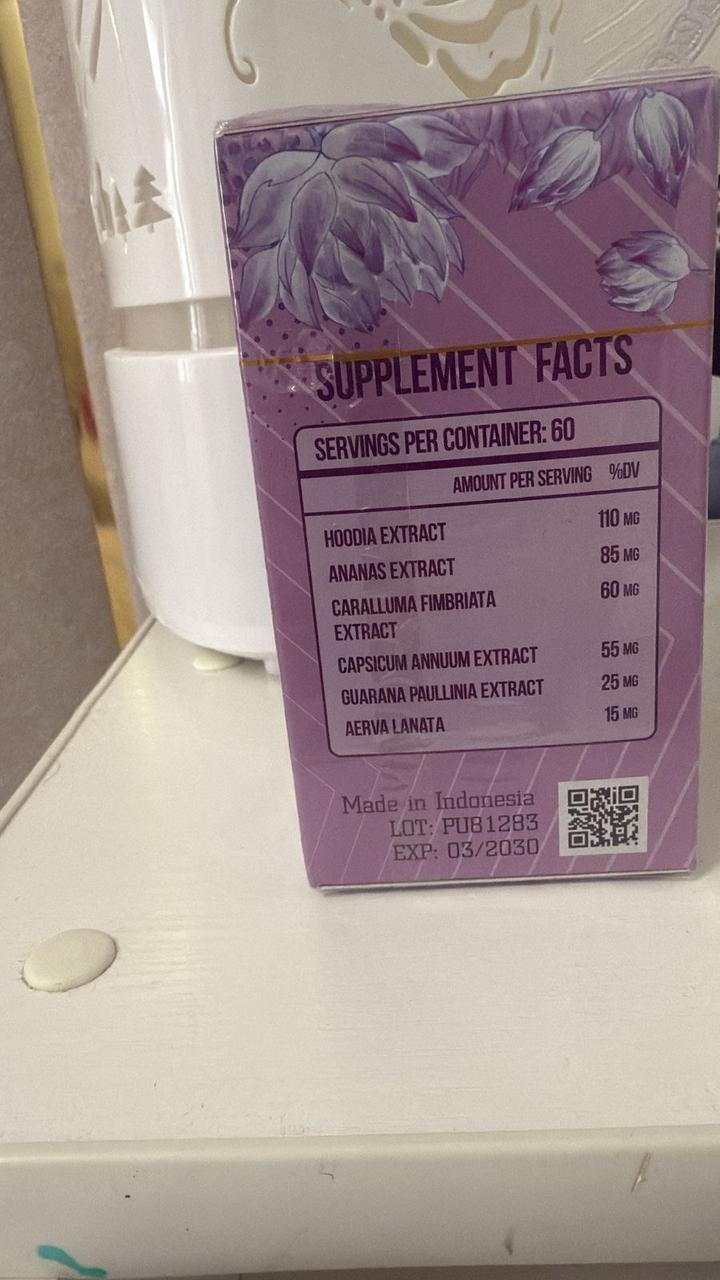 SUPPLEMENT FACTS
SERVINGS PER CONTAINER: 60
AMOUNT PER SERVING %DV
HOODIA EXTRACT 110 MG
ANANAS EXTRACT 85 MG
CARALLUMA FIMBRIATA 60 MG
EXTRACT
CAPSICUM ANNUUM EXTRACT 55 MG
GUARANA PAULLINIA EXTRACT 25 MG
AERVA LANATA 15 MG
Made in Indonesia
LOT: PU81283
EXP: 03/2030